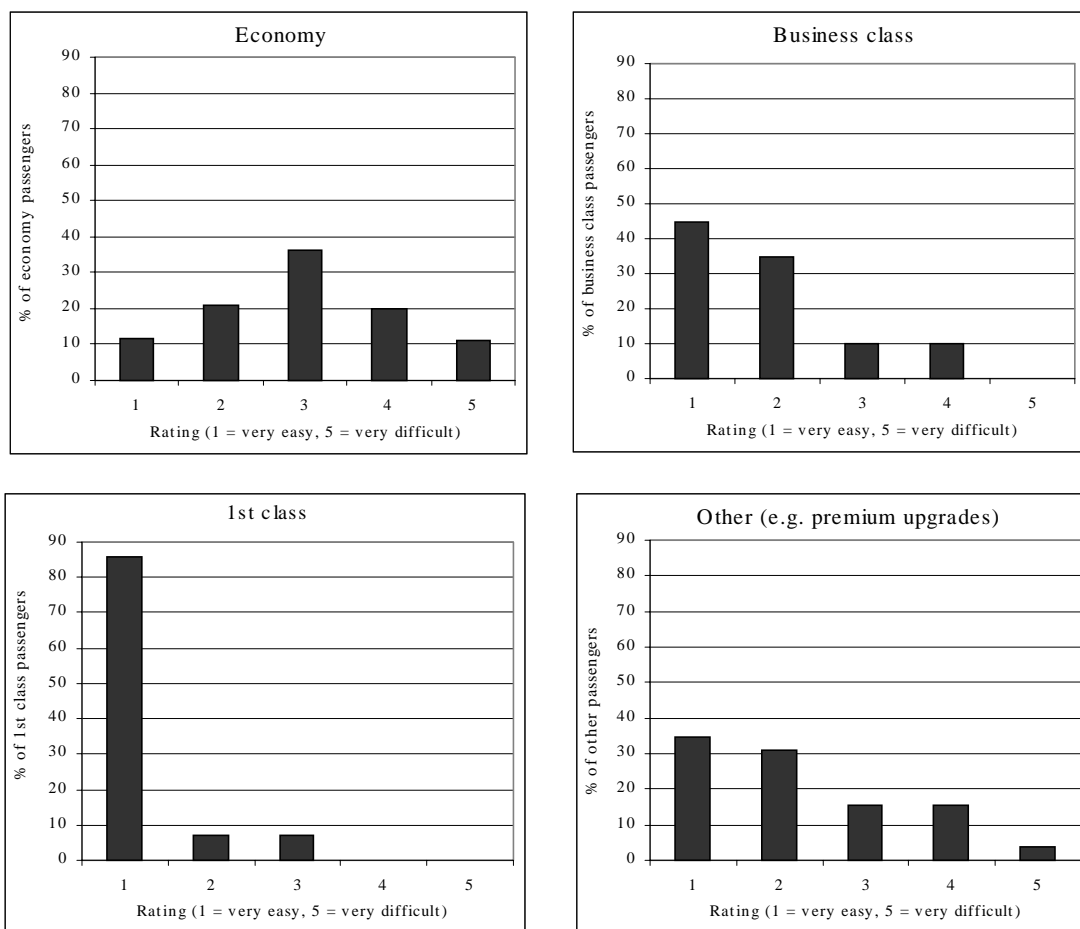 Economy
% of economy passengers
90
80
70
60
50
40
30
20
10
0
1 2 3 4 5
Rating (1 = very easy, 5 = very difficult)
Business class
% of business class passengers
90
80
70
60
50
40
30
20
10
0
1 2 3 4 5
Rating (1 = very easy, 5 = very difficult)
1st class
% of 1st class passengers
90
80
70
60
50
40
30
20
10
0
1 2 3 4 5
Rating (1 = very easy, 5 = very difficult)
Other (e.g. premium upgrades)
% of other passengers
90
80
70
60
50
40
30
20
10
0
1 2 3 4 5
Rating (1 = very easy, 5 = very difficult)